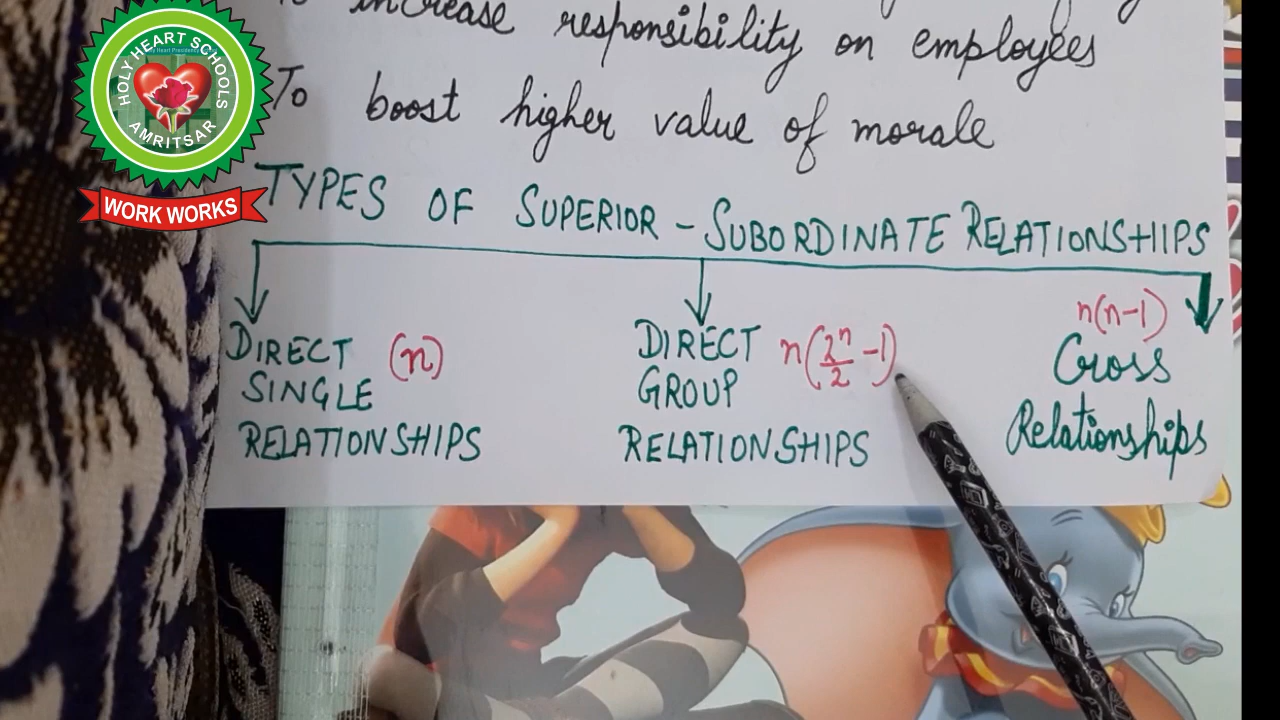 increase responsibility on employees
To boost higher value of morale
TYPES OF SUPERIOR - SUBORDINATE RELATIONSHIPS
DIRECT (n)
SINGLE
RELATIONSHIPS
DIRECT n(2ⁿ/2 -1)
GROUP
RELATIONSHIPS
n(n-1)
Cross
Relationships
HOLY HEART SCHOOLS
AMRITSAR
WORK WORKS